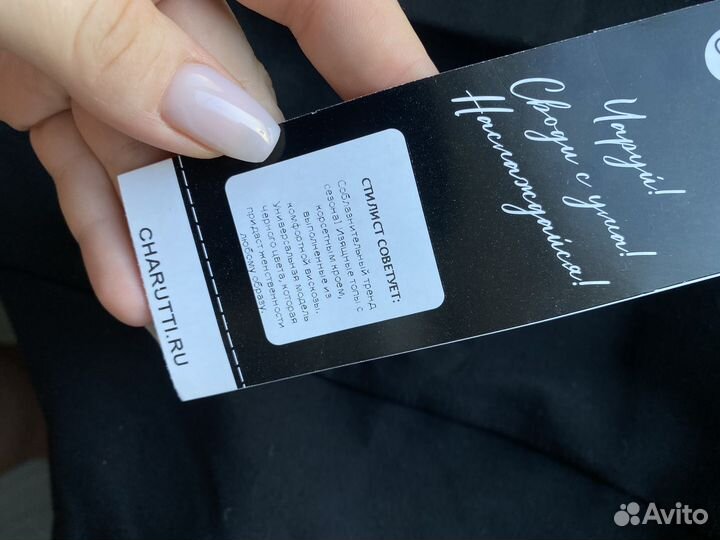 Чаруй!
Своди с ума!
Наслаждайся!
СТИЛИСТ СОВЕТУЕТ:
Соблазнительный тренд
сезона! Изящные топы с
корсетным кроем,
выполненные из
комфортной вискозы.
Универсальная модель
черного цвета, которая
придаст женственности
любому образу.
CHARUTTI.RU
Avito